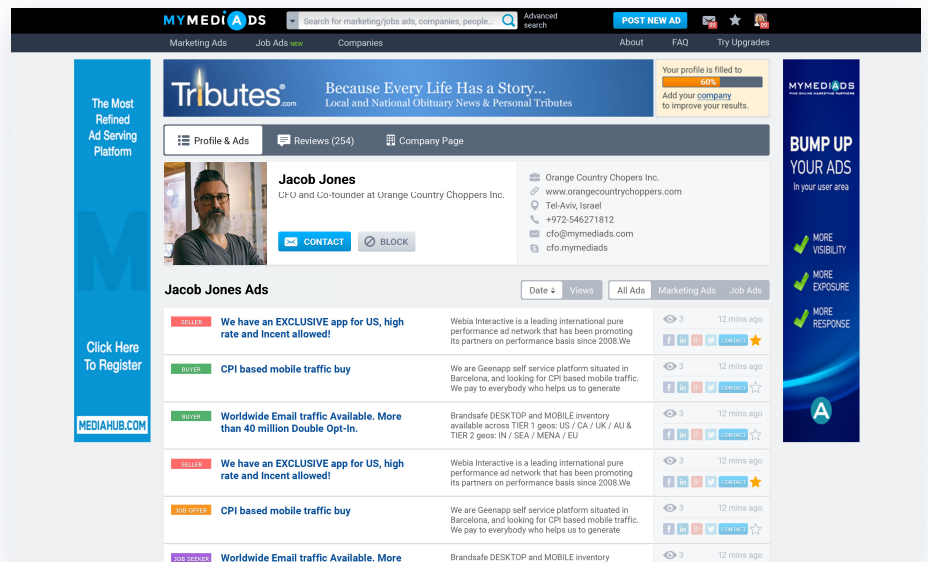 MYMEDIADS
Search for marketing/jobs ads, companies, people...
Advanced
search
POST NEW AD
99
99
Marketing Ads
Job Ads NEW
Companies
About
FAQ
Try Upgrades
The Most
Refined
Ad Serving
Platform
M
Click Here
To Register
MEDIAHUB.COM
Tributes®.com
Because Every Life Has a Story...
Local and National Obituary News & Personal Tributes
Your profile is filled to
60%
Add your company
to improve your results.
Profile & Ads
Reviews (254)
Company Page
Jacob Jones
CFO and Co-founder at Orange Country Choppers Inc.
CONTACT
BLOCK
Orange Country Chopers Inc.
www.orangecountrychoppers.com
Tel-Aviv, Israel
+972-546271812
cfo@mymediads.com
cfo.mymediads
MYMEDIADS
FIND ONLINE MARKETING PARTNERS
BUMP UP
YOUR ADS
In your user area
MORE
VISIBILITY
MORE
EXPOSURE
MORE
RESPONSE
Jacob Jones Ads
Date
Views
All Ads
Marketing Ads
Job Ads
SELLER
We have an EXCLUSIVE app for US, high
rate and Incent allowed!
Webia Interactive is a leading international pure
performance ad network that has been promoting
its partners on performance basis since 2008.We
3
12 mins ago
CONTACT
BUYER
CPI based mobile traffic buy
We are Geenapp self service platform situated in
Barcelona, and looking for CPI based mobile traffic.
We pay to everybody who helps us to generate
3
12 mins ago
CONTACT
BUYER
Worldwide Email traffic Available. More
than 40 million Double Opt-In.
Brandsafe DESKTOP and MOBILE inventory
available across TIER 1 geos: US / CA / UK / AU &
TIER 2 geos: IN / SEA / MENA / EU
3
12 mins ago
CONTACT
SELLER
We have an EXCLUSIVE app for US, high
rate and Incent allowed!
Webia Interactive is a leading international pure
performance ad network that has been promoting
its partners on performance basis since 2008.We
3
12 mins ago
CONTACT
JOB OFFER
CPI based mobile traffic buy
We are Geenapp self service platform situated in
Barcelona, and looking for CPI based mobile traffic.
We pay to everybody who helps us to generate
3
12 mins ago
CONTACT
JOB SEEKER
Worldwide Email traffic Available. More
Brandsafe DESKTOP and MOBILE inventory
3
12 mins ago